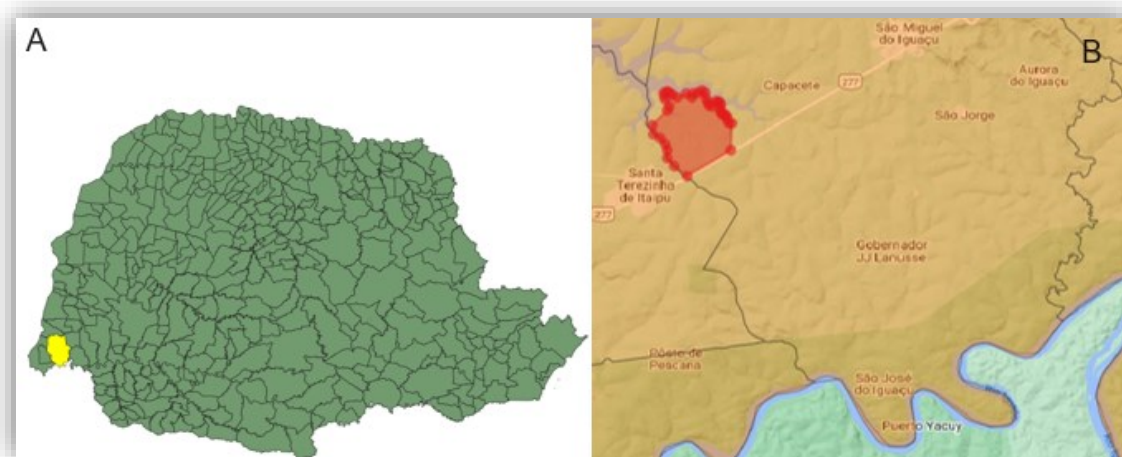 A
B
São Miguel
do Iguaçu
277
Capacete
Aurora
do Iguaçu
São Jorge
Santa
Terezinha
de Itaipu
277
Gobernador
JJ Lanusse
Pôsto de
Pescana
São José
do Iguaçu
Puerto Yacuy